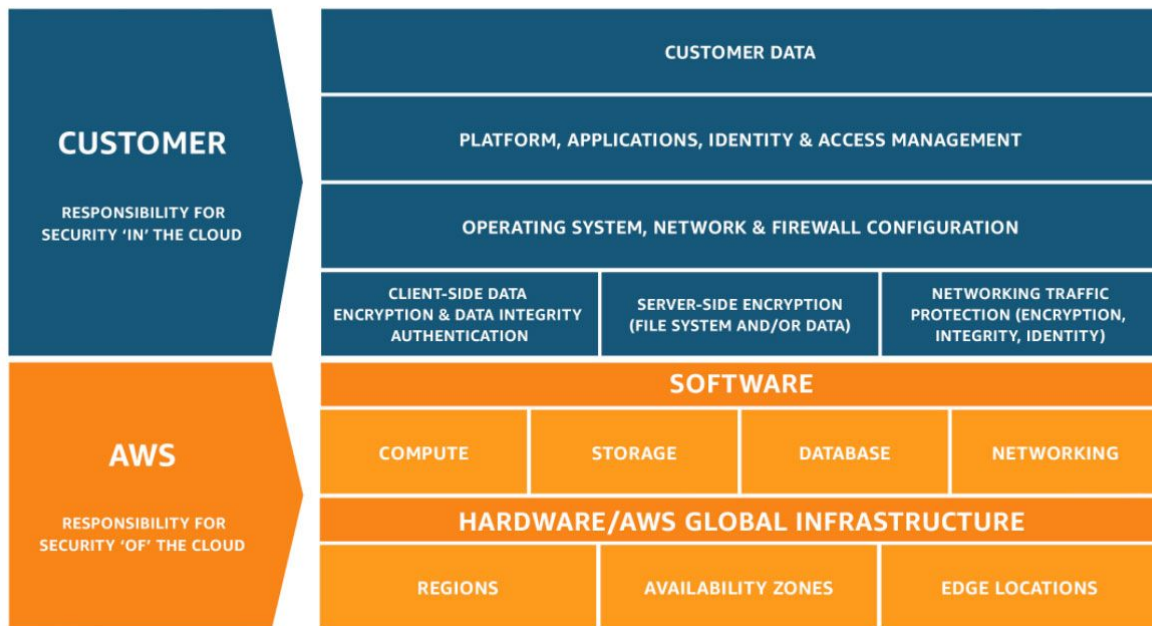 CUSTOMER
RESPONSIBILITY FOR
SECURITY ‘IN’ THE CLOUD
CUSTOMER DATA
PLATFORM, APPLICATIONS, IDENTITY & ACCESS MANAGEMENT
OPERATING SYSTEM, NETWORK & FIREWALL CONFIGURATION
CLIENT-SIDE DATA
ENCRYPTION & DATA INTEGRITY
AUTHENTICATION
SERVER-SIDE ENCRYPTION
(FILE SYSTEM AND/OR DATA)
NETWORKING TRAFFIC
PROTECTION (ENCRYPTION,
INTEGRITY, IDENTITY)
AWS
RESPONSIBILITY FOR
SECURITY ‘OF’ THE CLOUD
SOFTWARE
COMPUTE
STORAGE
DATABASE
NETWORKING
HARDWARE/AWS GLOBAL INFRASTRUCTURE
REGIONS
AVAILABILITY ZONES
EDGE LOCATIONS